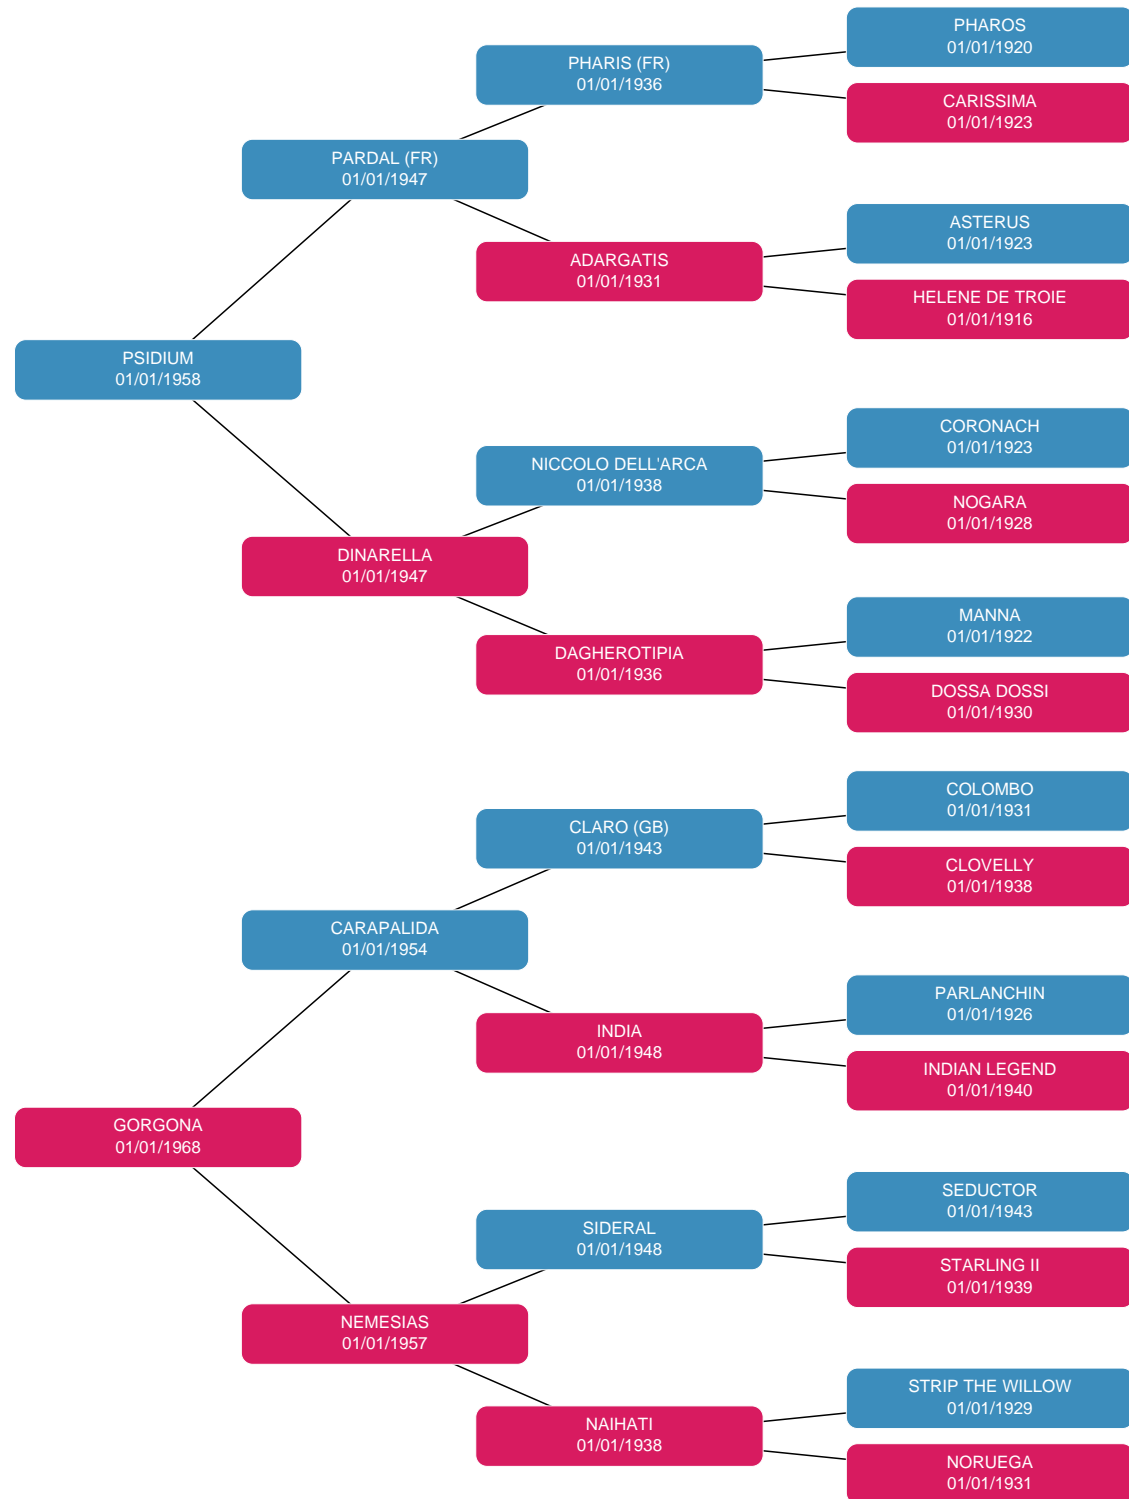 PHAROS
01/01/1920
PHARIS (FR)
01/01/1936
CARISSIMA
01/01/1923
PARDAL (FR)
01/01/1947
ASTERUS
01/01/1923
ADARGATIS
01/01/1931
HELENE DE TROIE
01/01/1916
PSIDIUM
01/01/1958
CORONACH
01/01/1923
NICCOLO DELL'ARCA
01/01/1938
NOGARA
01/01/1928
DINARELLA
01/01/1947
MANNA
01/01/1922
DAGHEROTIPIA
01/01/1936
DOSSA DOSSI
01/01/1930
COLOMBO
01/01/1931
CLARO (GB)
01/01/1943
CLOVELLY
01/01/1938
CARAPALIDA
01/01/1954
PARLANCHIN
01/01/1926
INDIA
01/01/1948
INDIAN LEGEND
01/01/1940
GORGONA
01/01/1968
SEDUCTOR
01/01/1943
SIDERAL
01/01/1948
STARLING II
01/01/1939
NEMESIAS
01/01/1957
STRIP THE WILLOW
01/01/1929
NAIHATI
01/01/1938
NORUEGA
01/01/1931